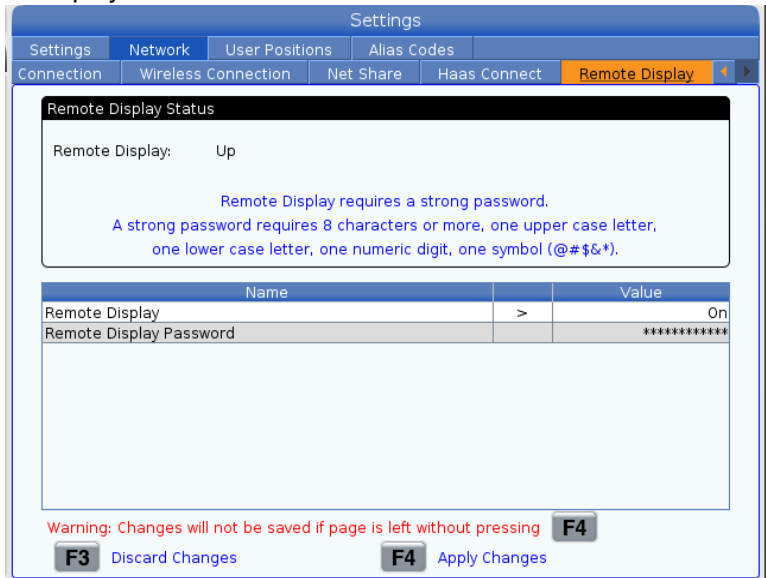 Settings
Settings Network User Positions Alias Codes
Connection Wireless Connection Net Share Haas Connect Remote Display
Remote Display Status
Remote Display: Up
Remote Display requires a strong password.
A strong password requires 8 characters or more, one upper case letter,
one lower case letter, one numeric digit, one symbol (@#$&*).
Name Value
Remote Display > On
Remote Display Password ************
Warning: Changes will not be saved if page is left without pressing F4
F3 Discard Changes F4 Apply Changes